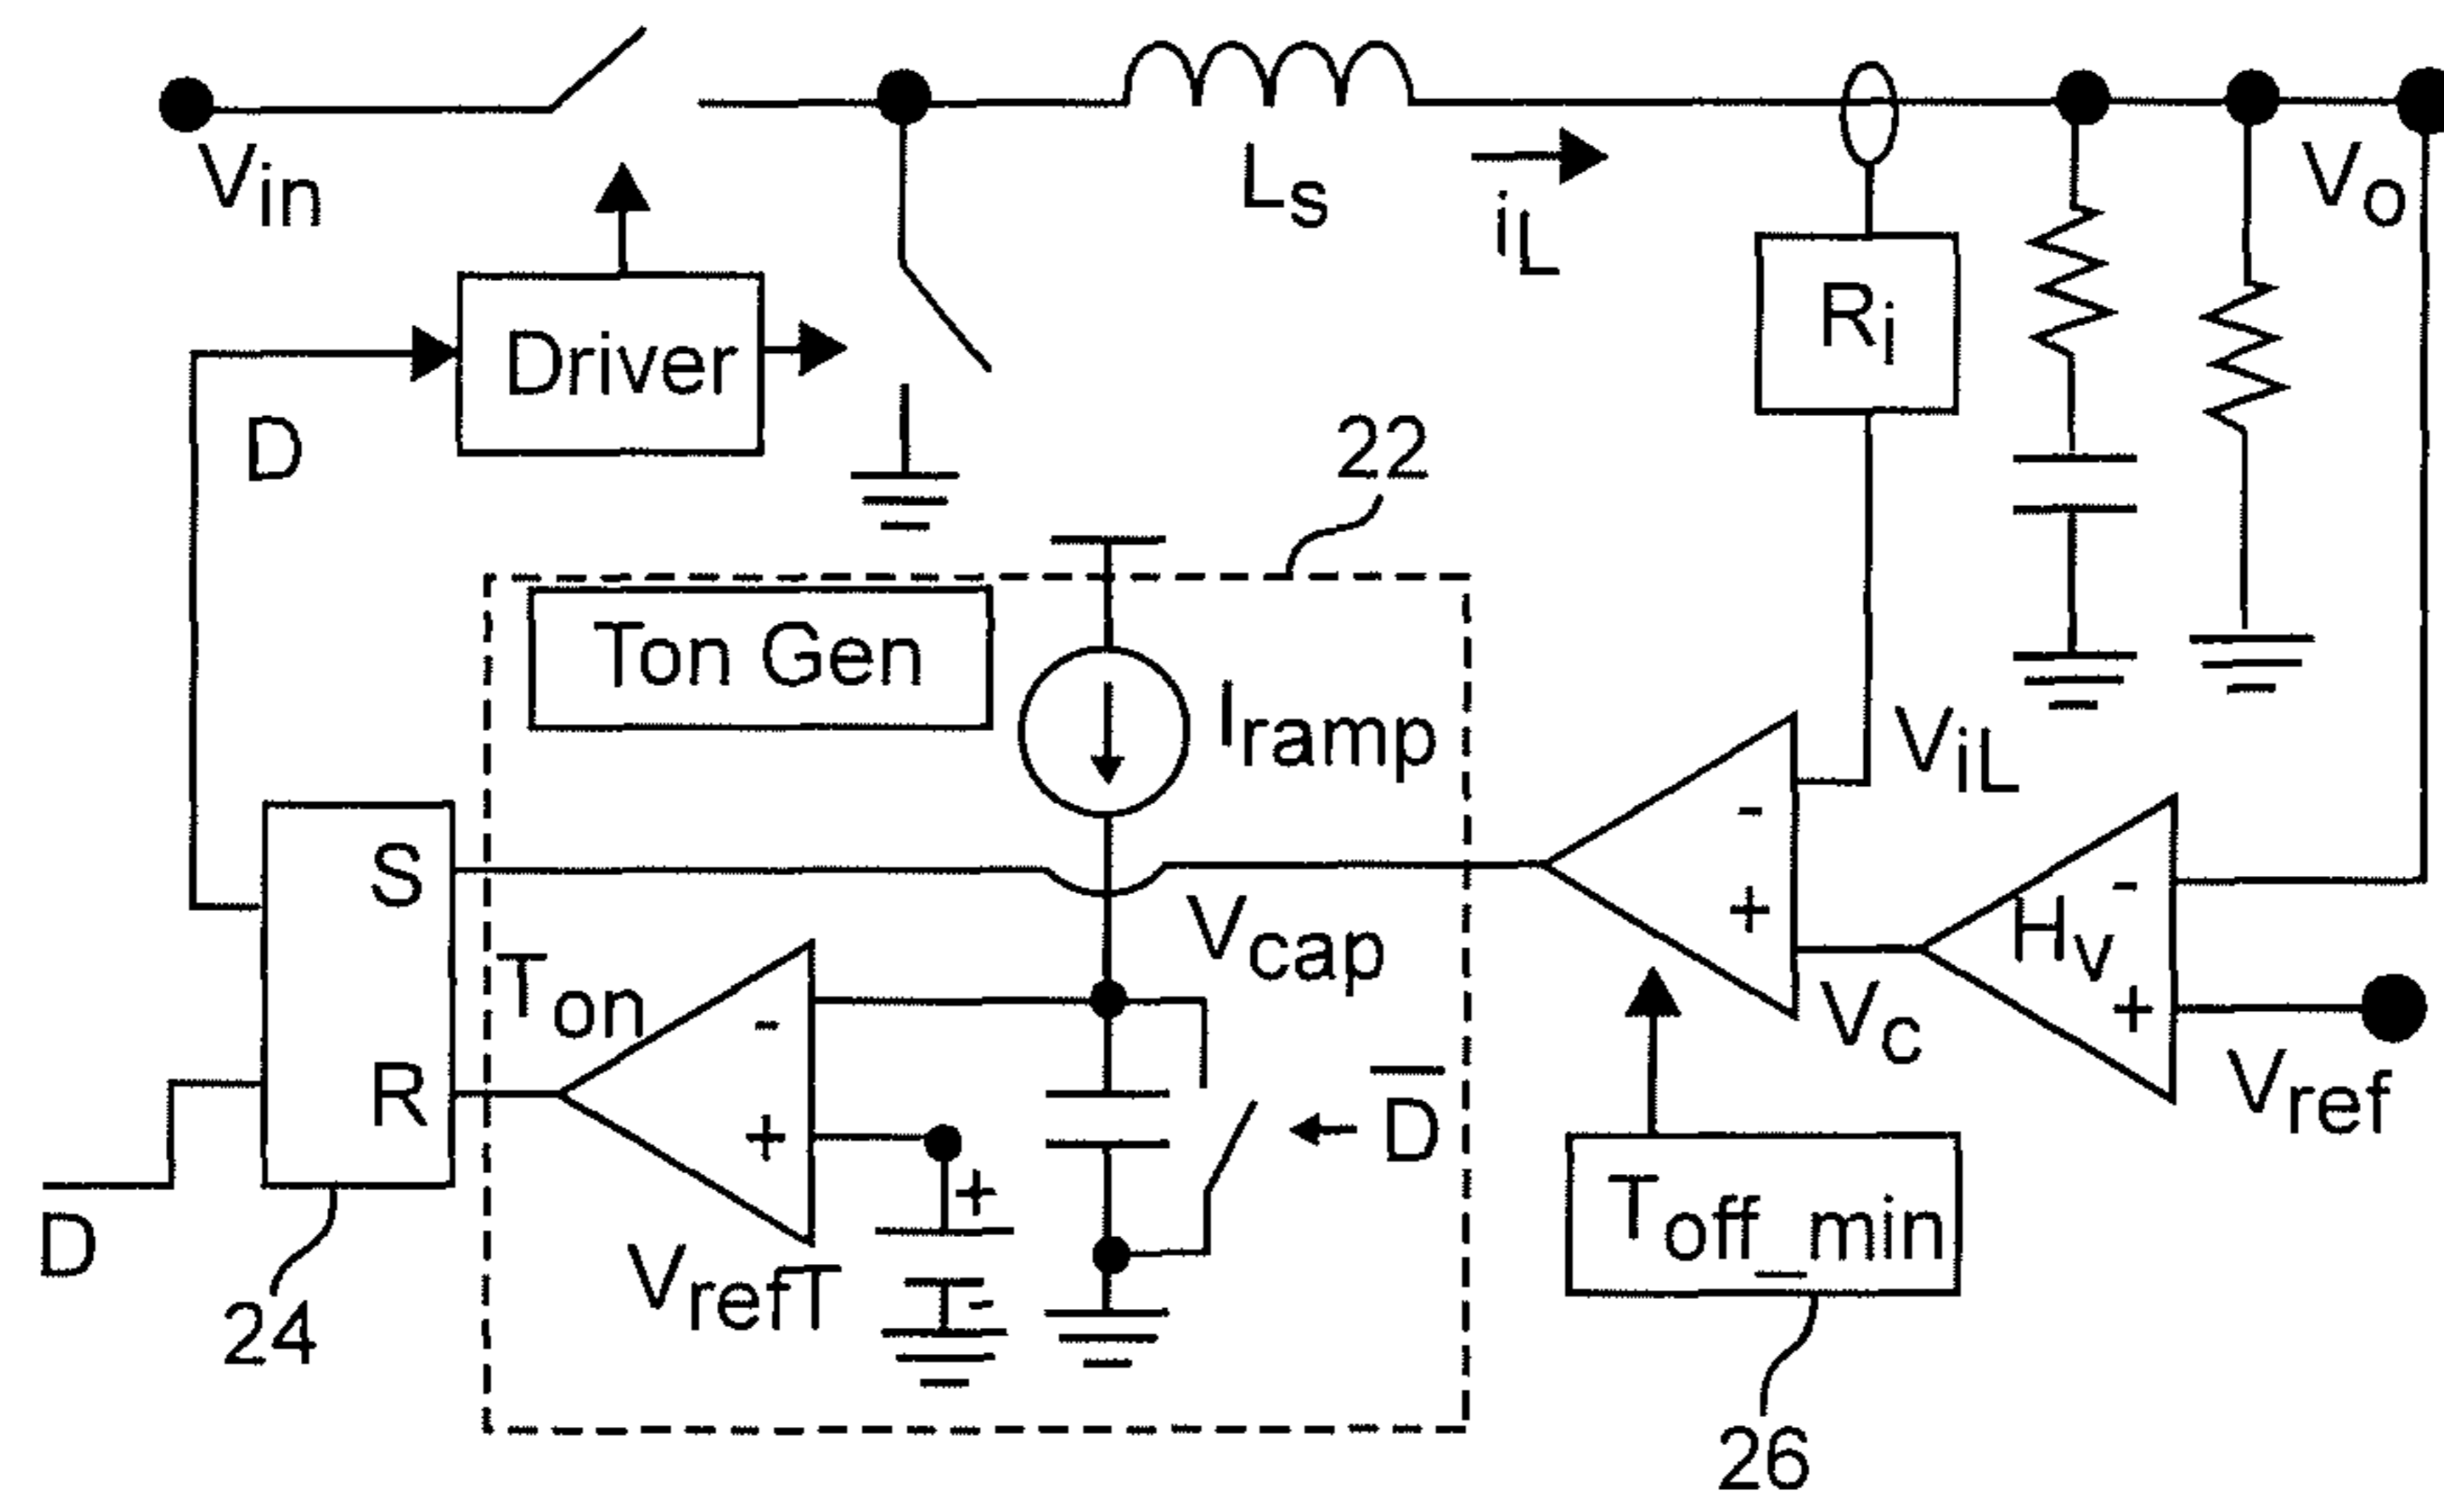 Vin
Ls
iL
Vo
Driver
Ri
D
22
Ton Gen
Iramp
ViL
S
-
Hv
-
+
Vcap
Ton
-
R
+
VC
+
Vref
D̅
+
-
VrefT
Toff_min
D
24
26